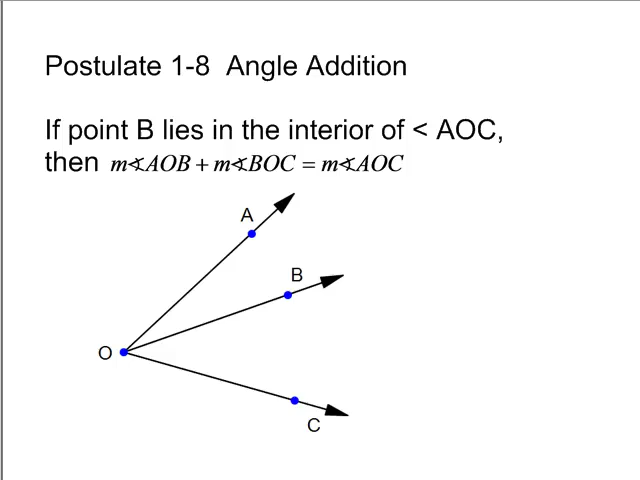 Postulate 1-8  Angle Addition
If point B lies in the interior of < AOC,
then m∢AOB + m∢BOC = m∢AOC
A
B
O
C